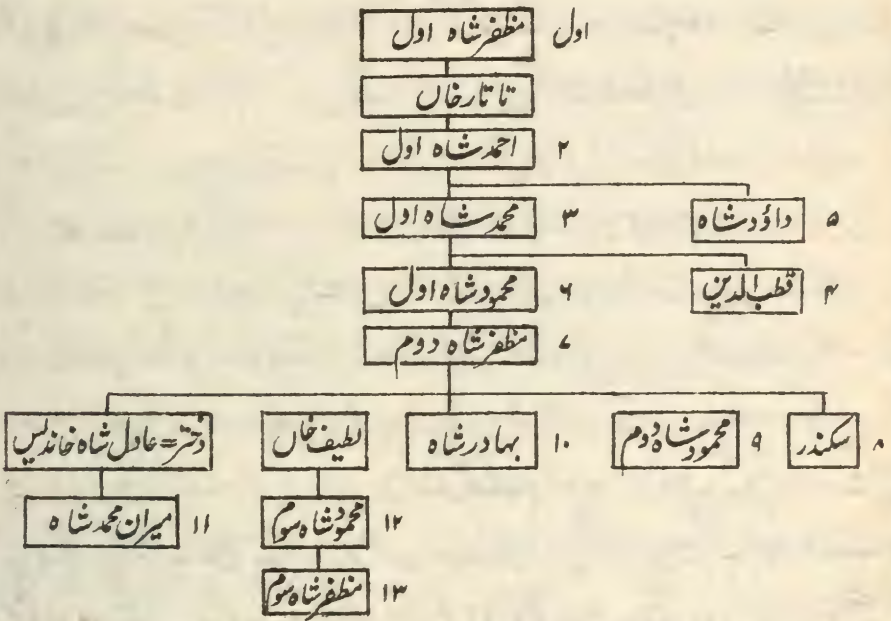 اول مظفر شاہ اول
تا تار خاں
۲ احمد شاہ اول
۵ داؤد شاہ ۳ محمد شاہ اول
۴ قطب الدین ۶ محمود شاہ اول
۷ مظفر شاہ دوم
۸ سکندر ۹ محمود شاہ دوم ۱۰ بہادر شاہ لطیف خاں دختر = عادل شاہ خاندیس
۱۲ محمود شاہ سوم ۱۱ میران محمد شاہ
۱۳ مظفر شاہ سوم